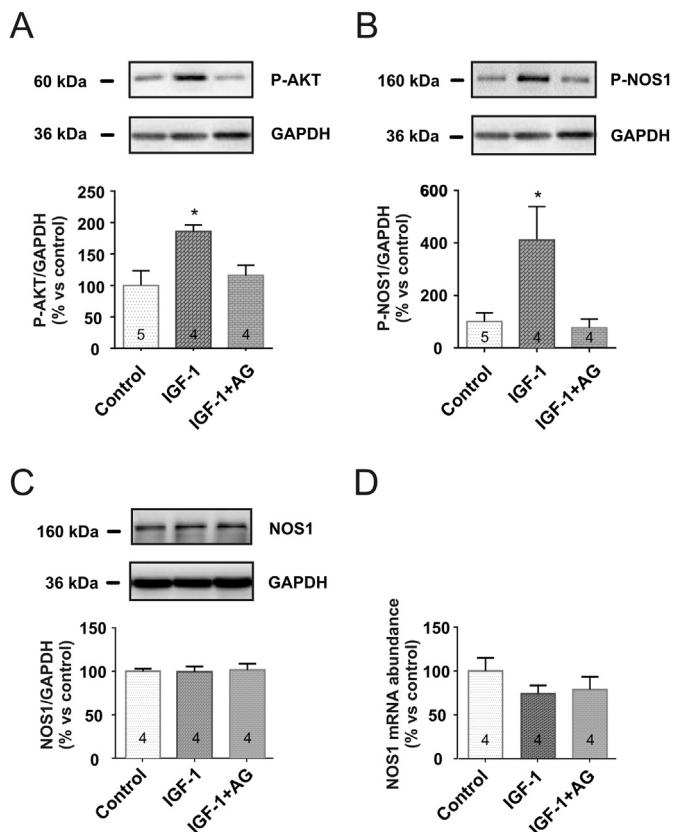 A
60 kDa
P-AKT
36 kDa
GAPDH
P-AKT/GAPDH
(% vs control)
250
200
150
100
50
0
*
5
4
4
Control
IGF-1
IGF-1+AG
B
160 kDa
P-NOS1
36 kDa
GAPDH
P-NOS1/GAPDH
(% vs control)
600
400
200
0
*
5
4
4
Control
IGF-1
IGF-1+AG
C
160 kDa
NOS1
36 kDa
GAPDH
NOS1/GAPDH
(% vs control)
150
100
50
0
4
4
4
Control
IGF-1
IGF-1+AG
D
NOS1 mRNA abundance
(% vs control)
150
100
50
0
4
4
4
Control
IGF-1
IGF-1+AG